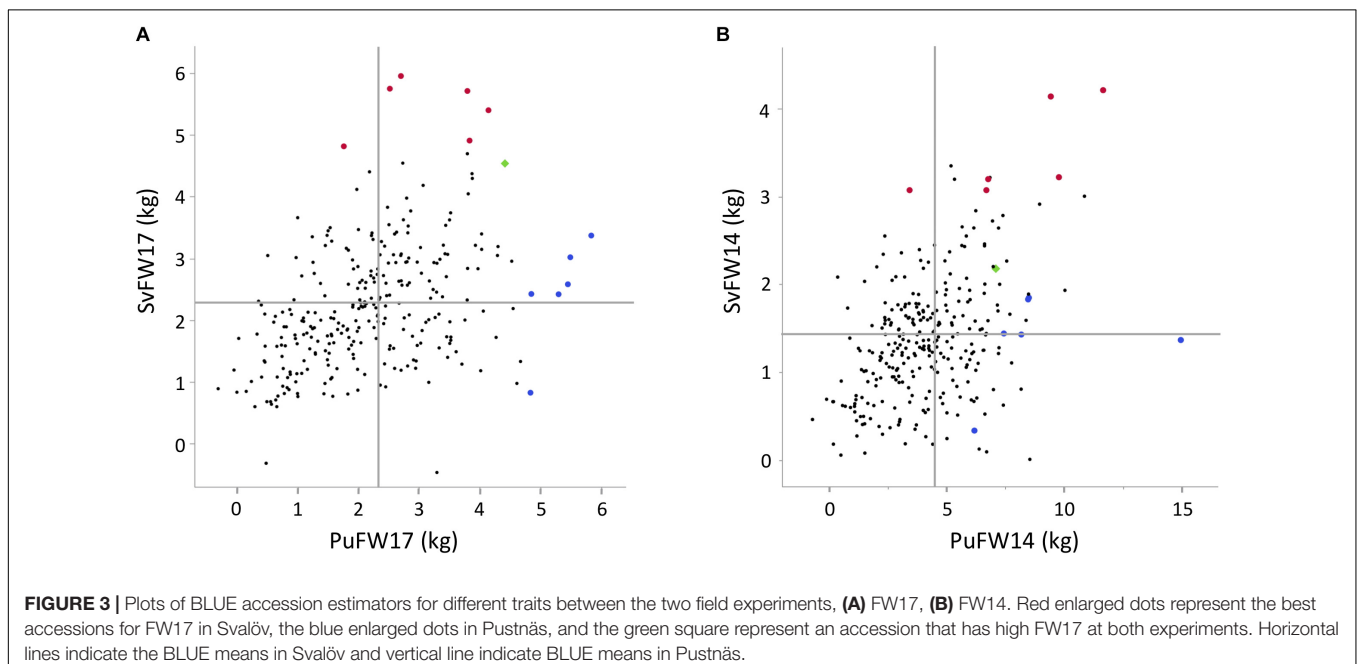 A
SvFW17 (kg)
6
5
4
3
2
1
0
0 1 2 3 4 5 6
PuFW17 (kg)
B
SvFW14 (kg)
4
3
2
1
0
0 5 10 15
PuFW14 (kg)
FIGURE 3 | Plots of BLUE accession estimators for different traits between the two field experiments, (A) FW17, (B) FW14. Red enlarged dots represent the best
accessions for FW17 in Svalöv, the blue enlarged dots in Pustnäs, and the green square represent an accession that has high FW17 at both experiments. Horizontal
lines indicate the BLUE means in Svalöv and vertical line indicate BLUE means in Pustnäs.